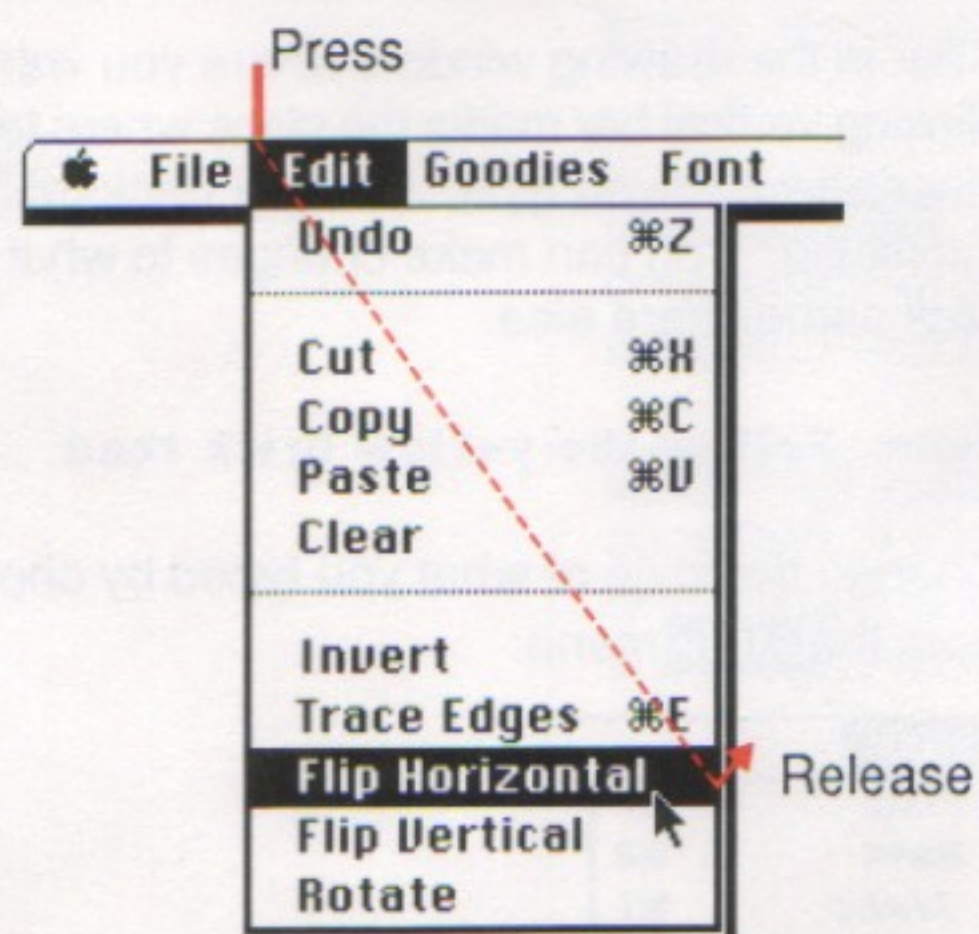 Press
File Edit Goodies Font
Undo ⌘Z
Cut ⌘X
Copy ⌘C
Paste ⌘V
Clear
Invert
Trace Edges ⌘E
Flip Horizontal
Release
Flip Vertical
Rotate